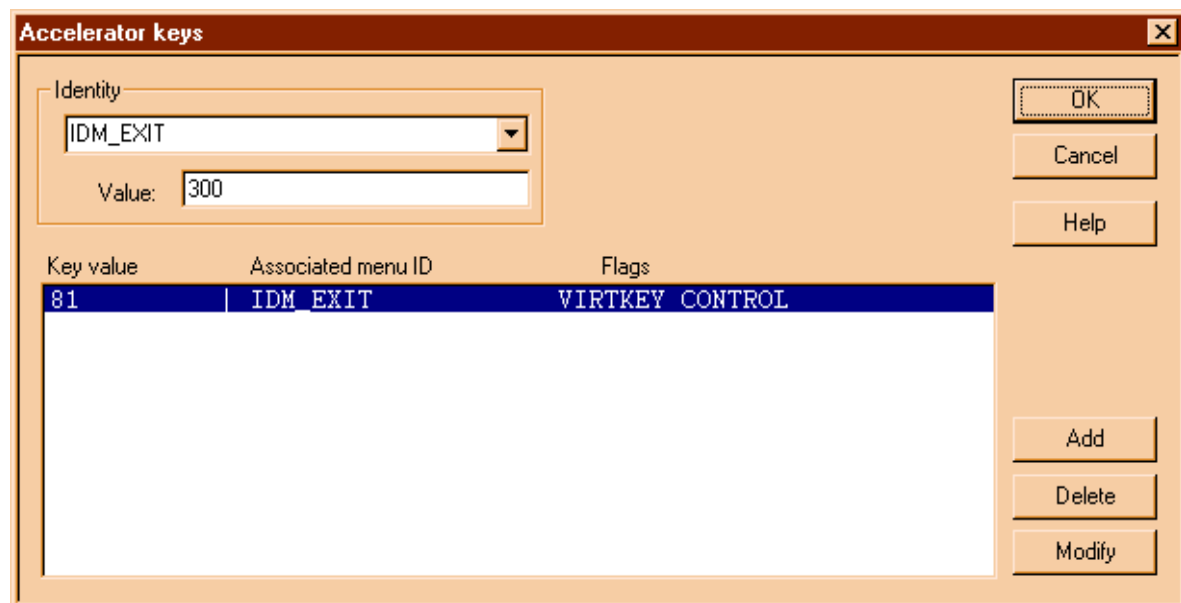 Accelerator keys
Identity
IDM_EXIT
Value: 300
OK
Cancel
Help
Key value Associated menu ID Flags
81 | IDM_EXIT VIRTKEY CONTROL
Add
Delete
Modify